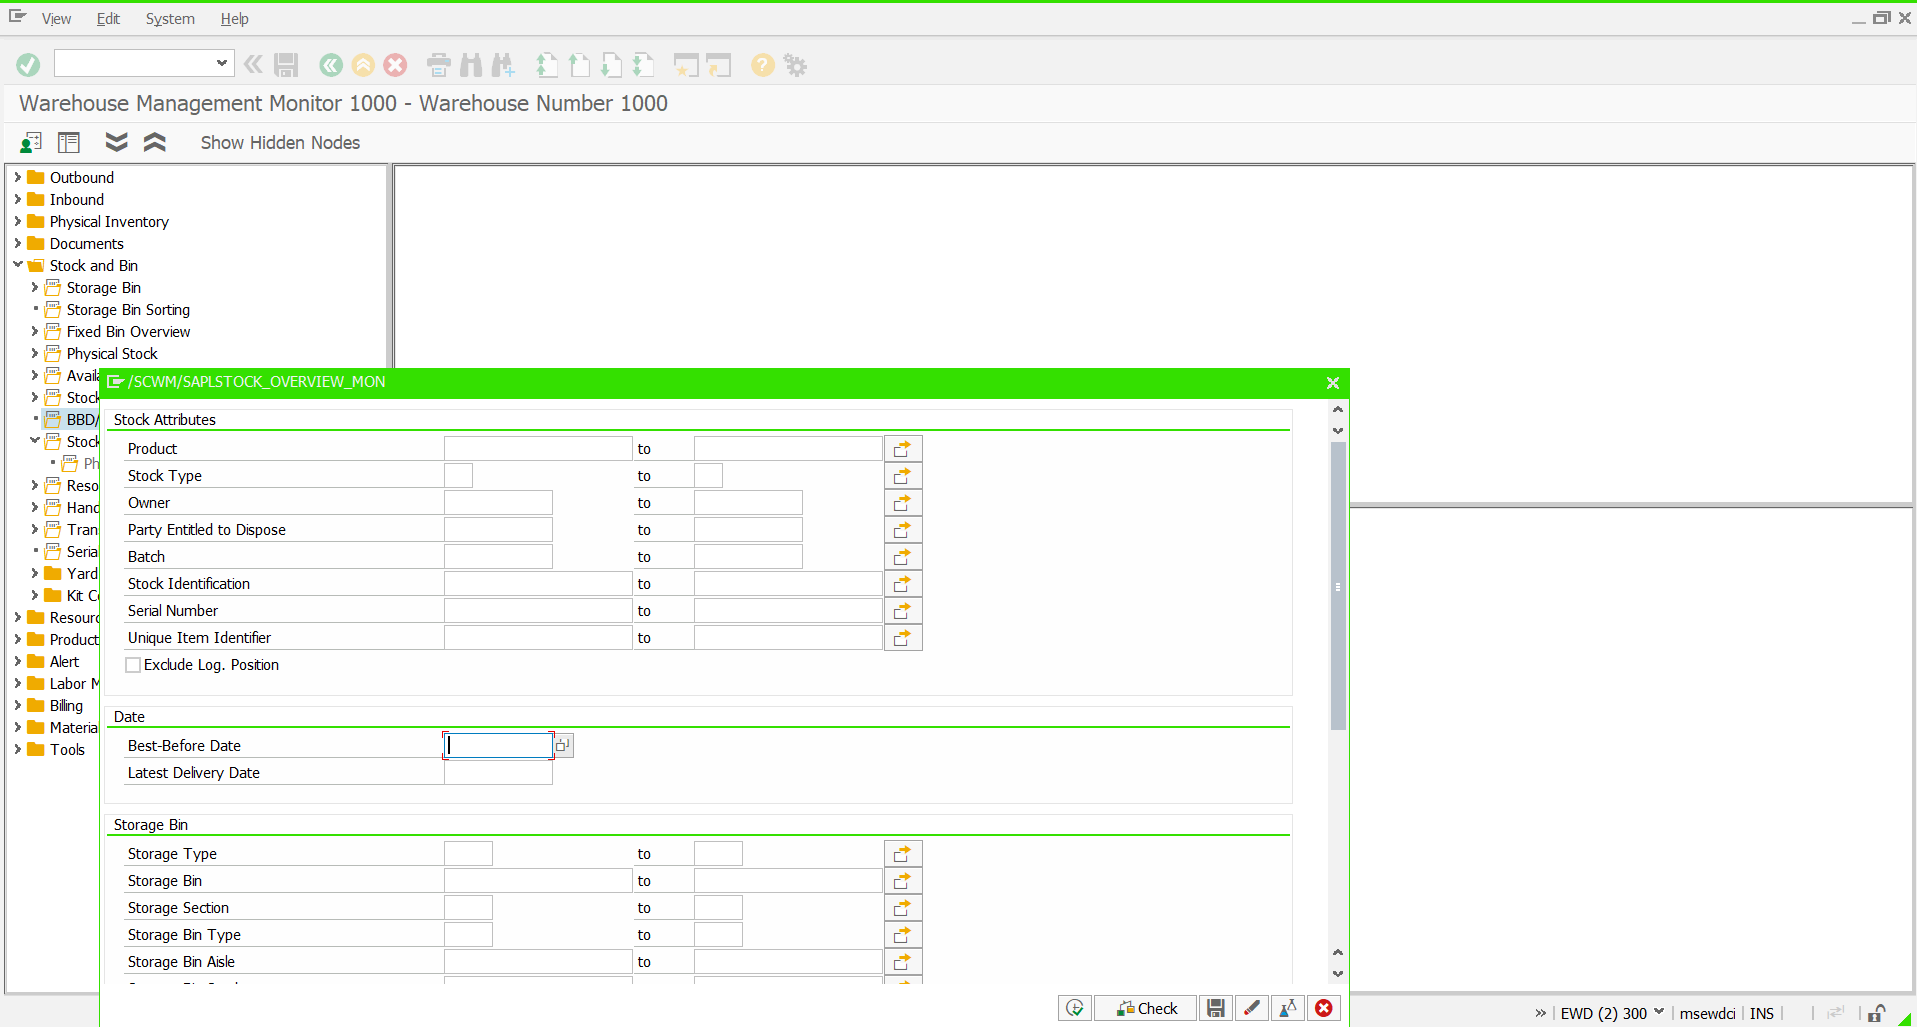 View Edit System Help
Warehouse Management Monitor 1000 - Warehouse Number 1000
Show Hidden Nodes
Outbound
Inbound
Physical Inventory
Documents
Stock and Bin
Storage Bin
Storage Bin Sorting
Fixed Bin Overview
Physical Stock
Availa
Stock
BBD/
Stock
Ph
Reso
Hand
Tran
Serial
Yard
Kit Co
Resourc
Product
Alert
Labor M
Billing
Material
Tools
/SCWM/SAPLSTOCK_OVERVIEW_MON
Stock Attributes
Product to
Stock Type to
Owner to
Party Entitled to Dispose to
Batch to
Stock Identification to
Serial Number to
Unique Item Identifier to
Exclude Log. Position
Date
Best-Before Date
Latest Delivery Date
Storage Bin
Storage Type to
Storage Bin to
Storage Section to
Storage Bin Type to
Storage Bin Aisle to
Check
EWD (2) 300 msewdci INS